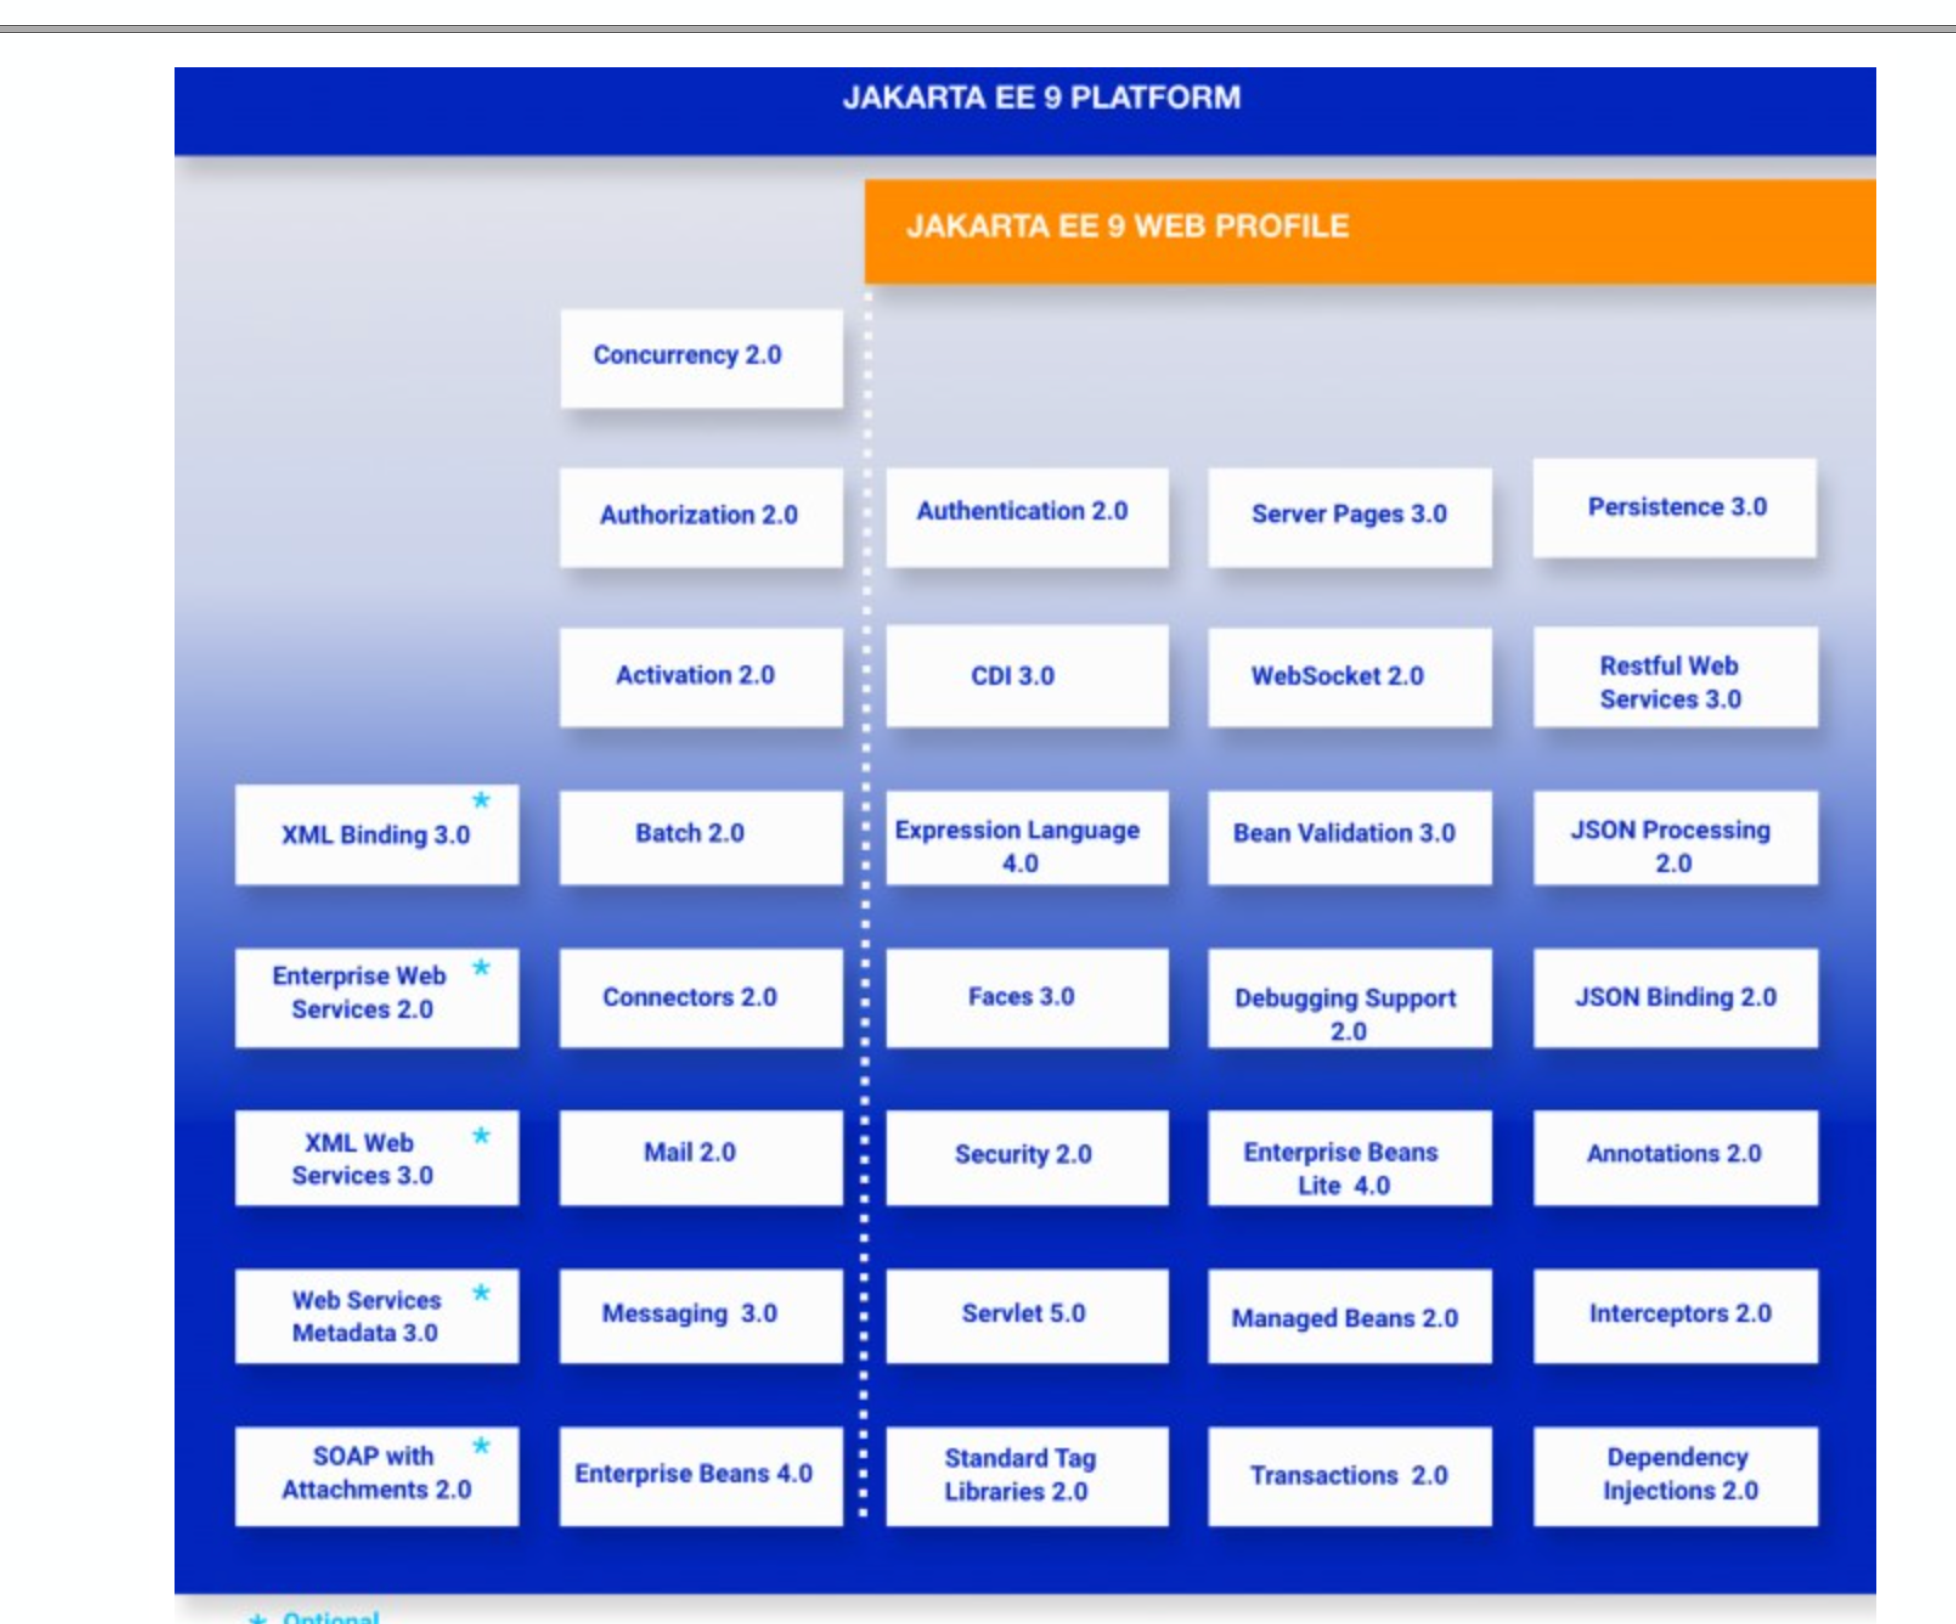 JAKARTA EE 9 PLATFORM
JAKARTA EE 9 WEB PROFILE
Concurrency 2.0
Authorization 2.0
Authentication 2.0
Server Pages 3.0
Persistence 3.0
Activation 2.0
CDI 3.0
WebSocket 2.0
Restful Web
Services 3.0
XML Binding 3.0 *
Batch 2.0
Expression Language
4.0
Bean Validation 3.0
JSON Processing
2.0
Enterprise Web *
Services 2.0
Connectors 2.0
Faces 3.0
Debugging Support
2.0
JSON Binding 2.0
XML Web *
Services 3.0
Mail 2.0
Security 2.0
Enterprise Beans
Lite 4.0
Annotations 2.0
Web Services *
Metadata 3.0
Messaging 3.0
Servlet 5.0
Managed Beans 2.0
Interceptors 2.0
SOAP with *
Attachments 2.0
Enterprise Beans 4.0
Standard Tag
Libraries 2.0
Transactions 2.0
Dependency
Injections 2.0
* Optional